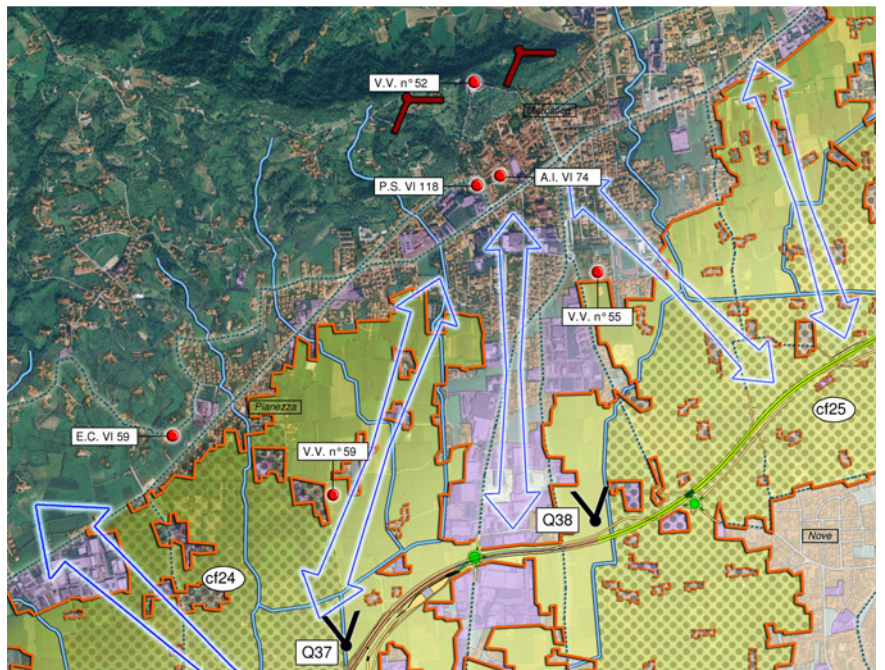 V.V. n° 52
P.S. VI 118
A.I. VI 74
V.V. n° 55
Pianezza
cf25
E.C. VI 59
V.V. n° 59
Q38
Nove
cf24
Q37